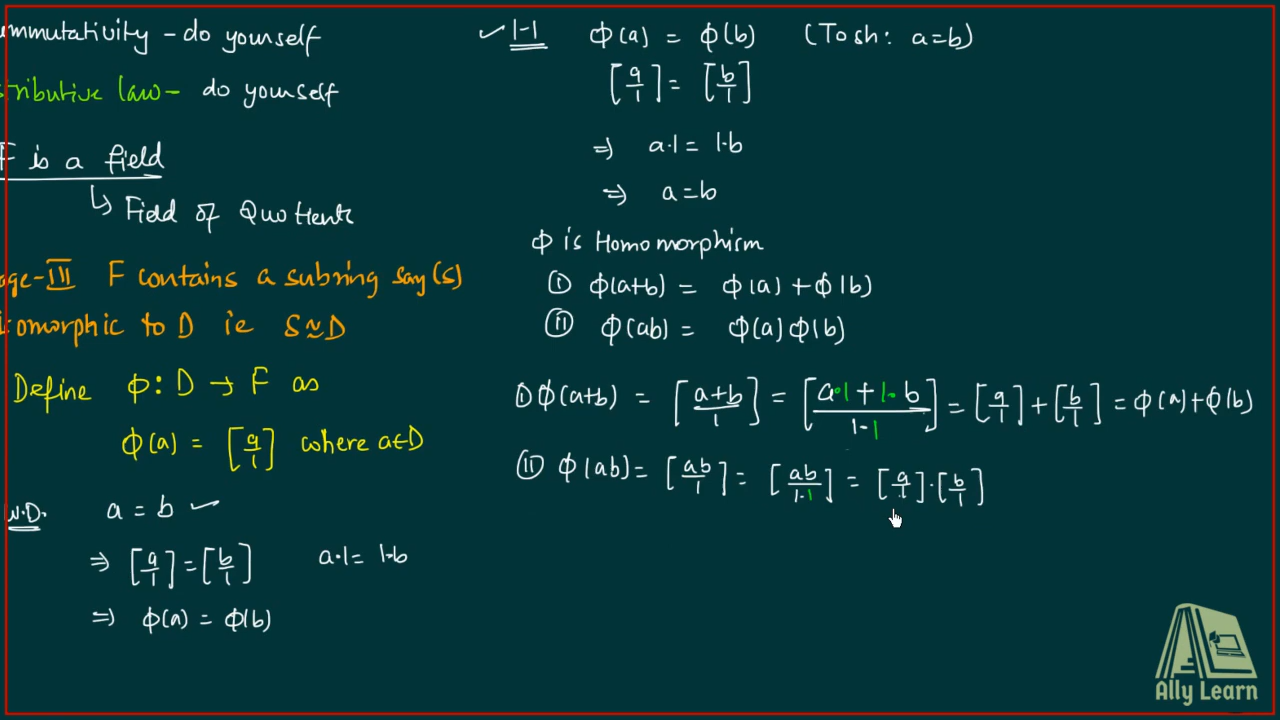 mmutativity - do yourself
stributive law - do yourself
F is a field
↳ Field of Quotients
age-III F contains a subring say(s)
omorphic to D ie S≈D
Define ϕ: D → F as
ϕ(a) = [a/1] where a∈D
W.D. a = b ✓
⇒ [a/1] = [b/1] a·1 = 1·b
⇒ ϕ(a) = ϕ(b)
✓ 1-1 ϕ(a) = ϕ(b) (To sh: a=b)
[a/1] = [b/1]
⇒ a·1 = 1·b
⇒ a=b
ϕ is Homomorphism
(i) ϕ(a+b) = ϕ(a) + ϕ(b)
(ii) ϕ(ab) = ϕ(a) ϕ(b)
(i) ϕ(a+b) = [a+b/1] = [a·1 + 1·b/1·1] = [a/1] + [b/1] = ϕ(a)+ϕ(b)
(ii) ϕ(ab) = [ab/1] = [ab/1·1] = [a/1]·[b/1]
Ally Learn